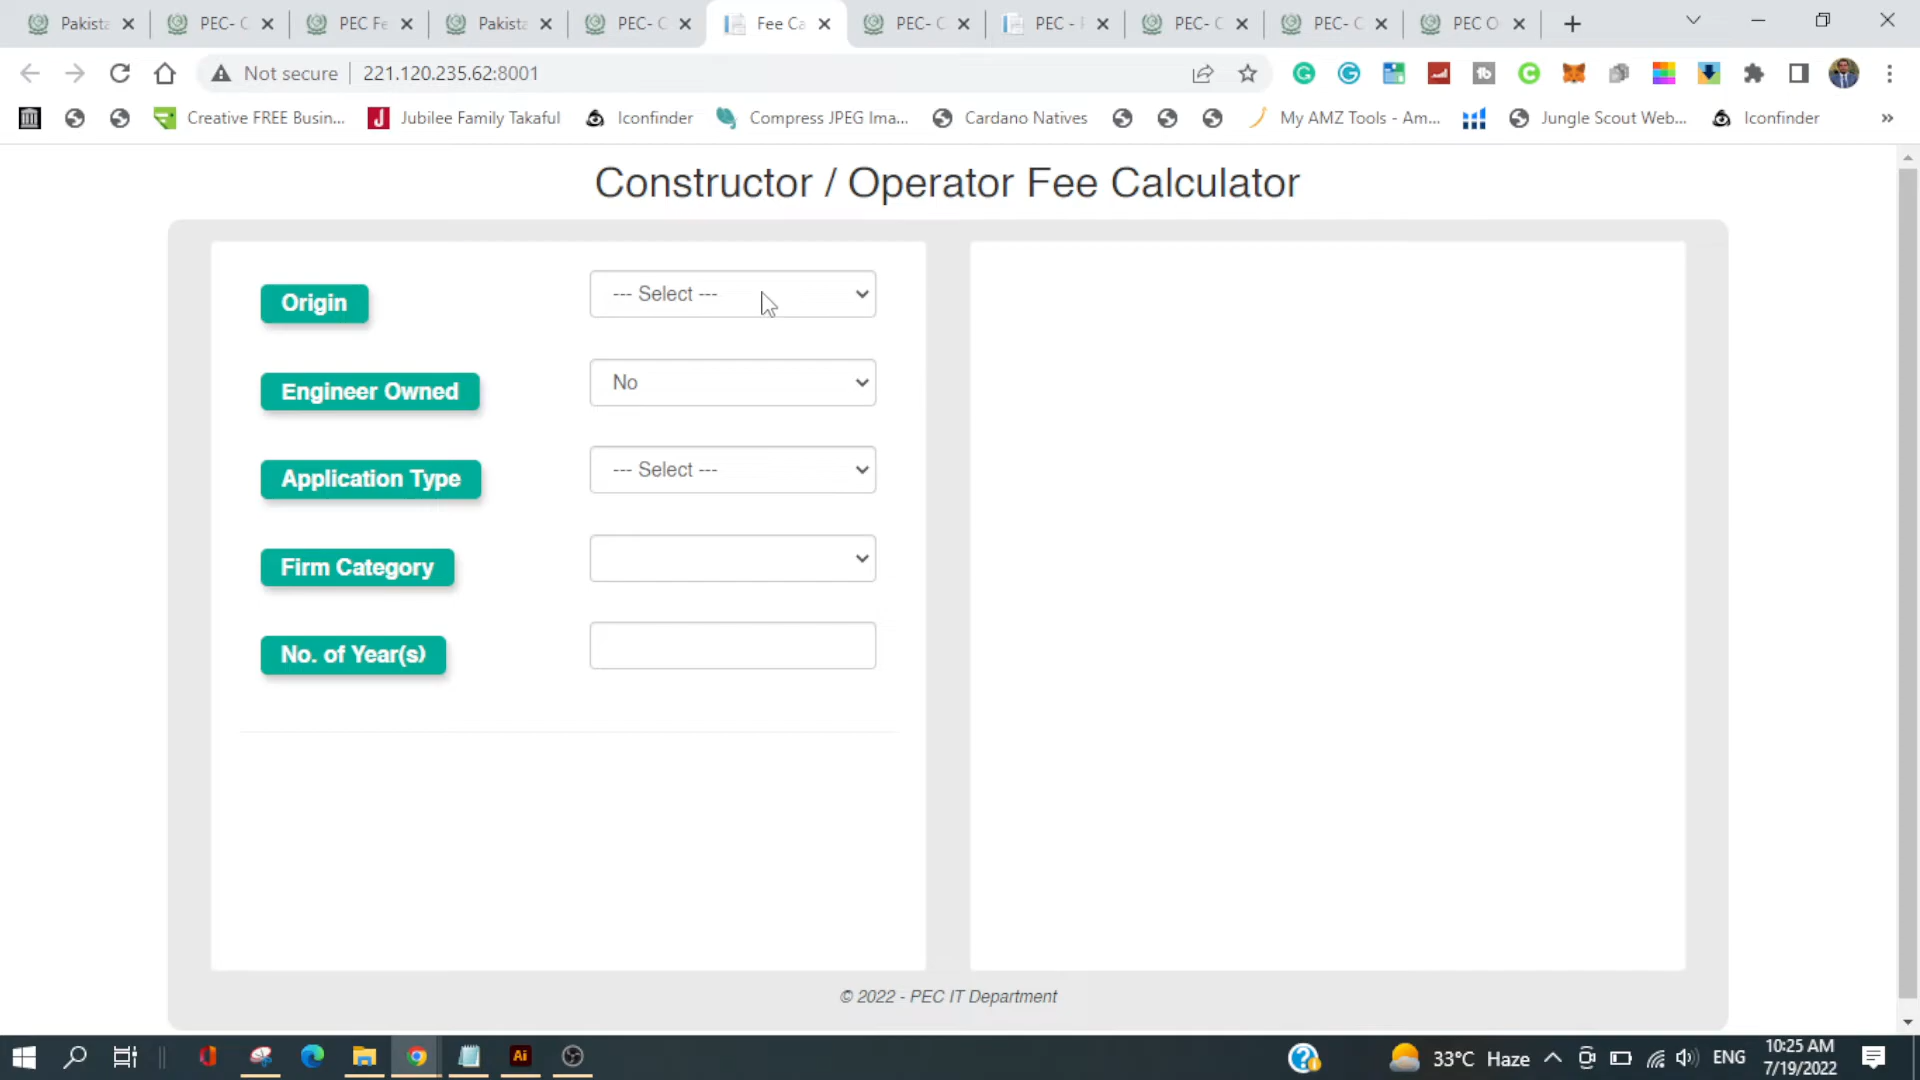 Pakista PEC- C PEC Fe Pakista PEC- C Fee Ca PEC- C PEC - PEC- C PEC- C PEC O
Not secure 221.120.235.62:8001
Creative FREE Busin... Jubilee Family Takaful Iconfinder Compress JPEG Ima... Cardano Natives My AMZ Tools - Am... Jungle Scout Web... Iconfinder »
Constructor / Operator Fee Calculator
Origin --- Select ---
Engineer Owned No
Application Type --- Select ---
Firm Category
No. of Year(s)
© 2022 - PEC IT Department
Ai 33°C Haze ENG 10:25 AM
7/19/2022